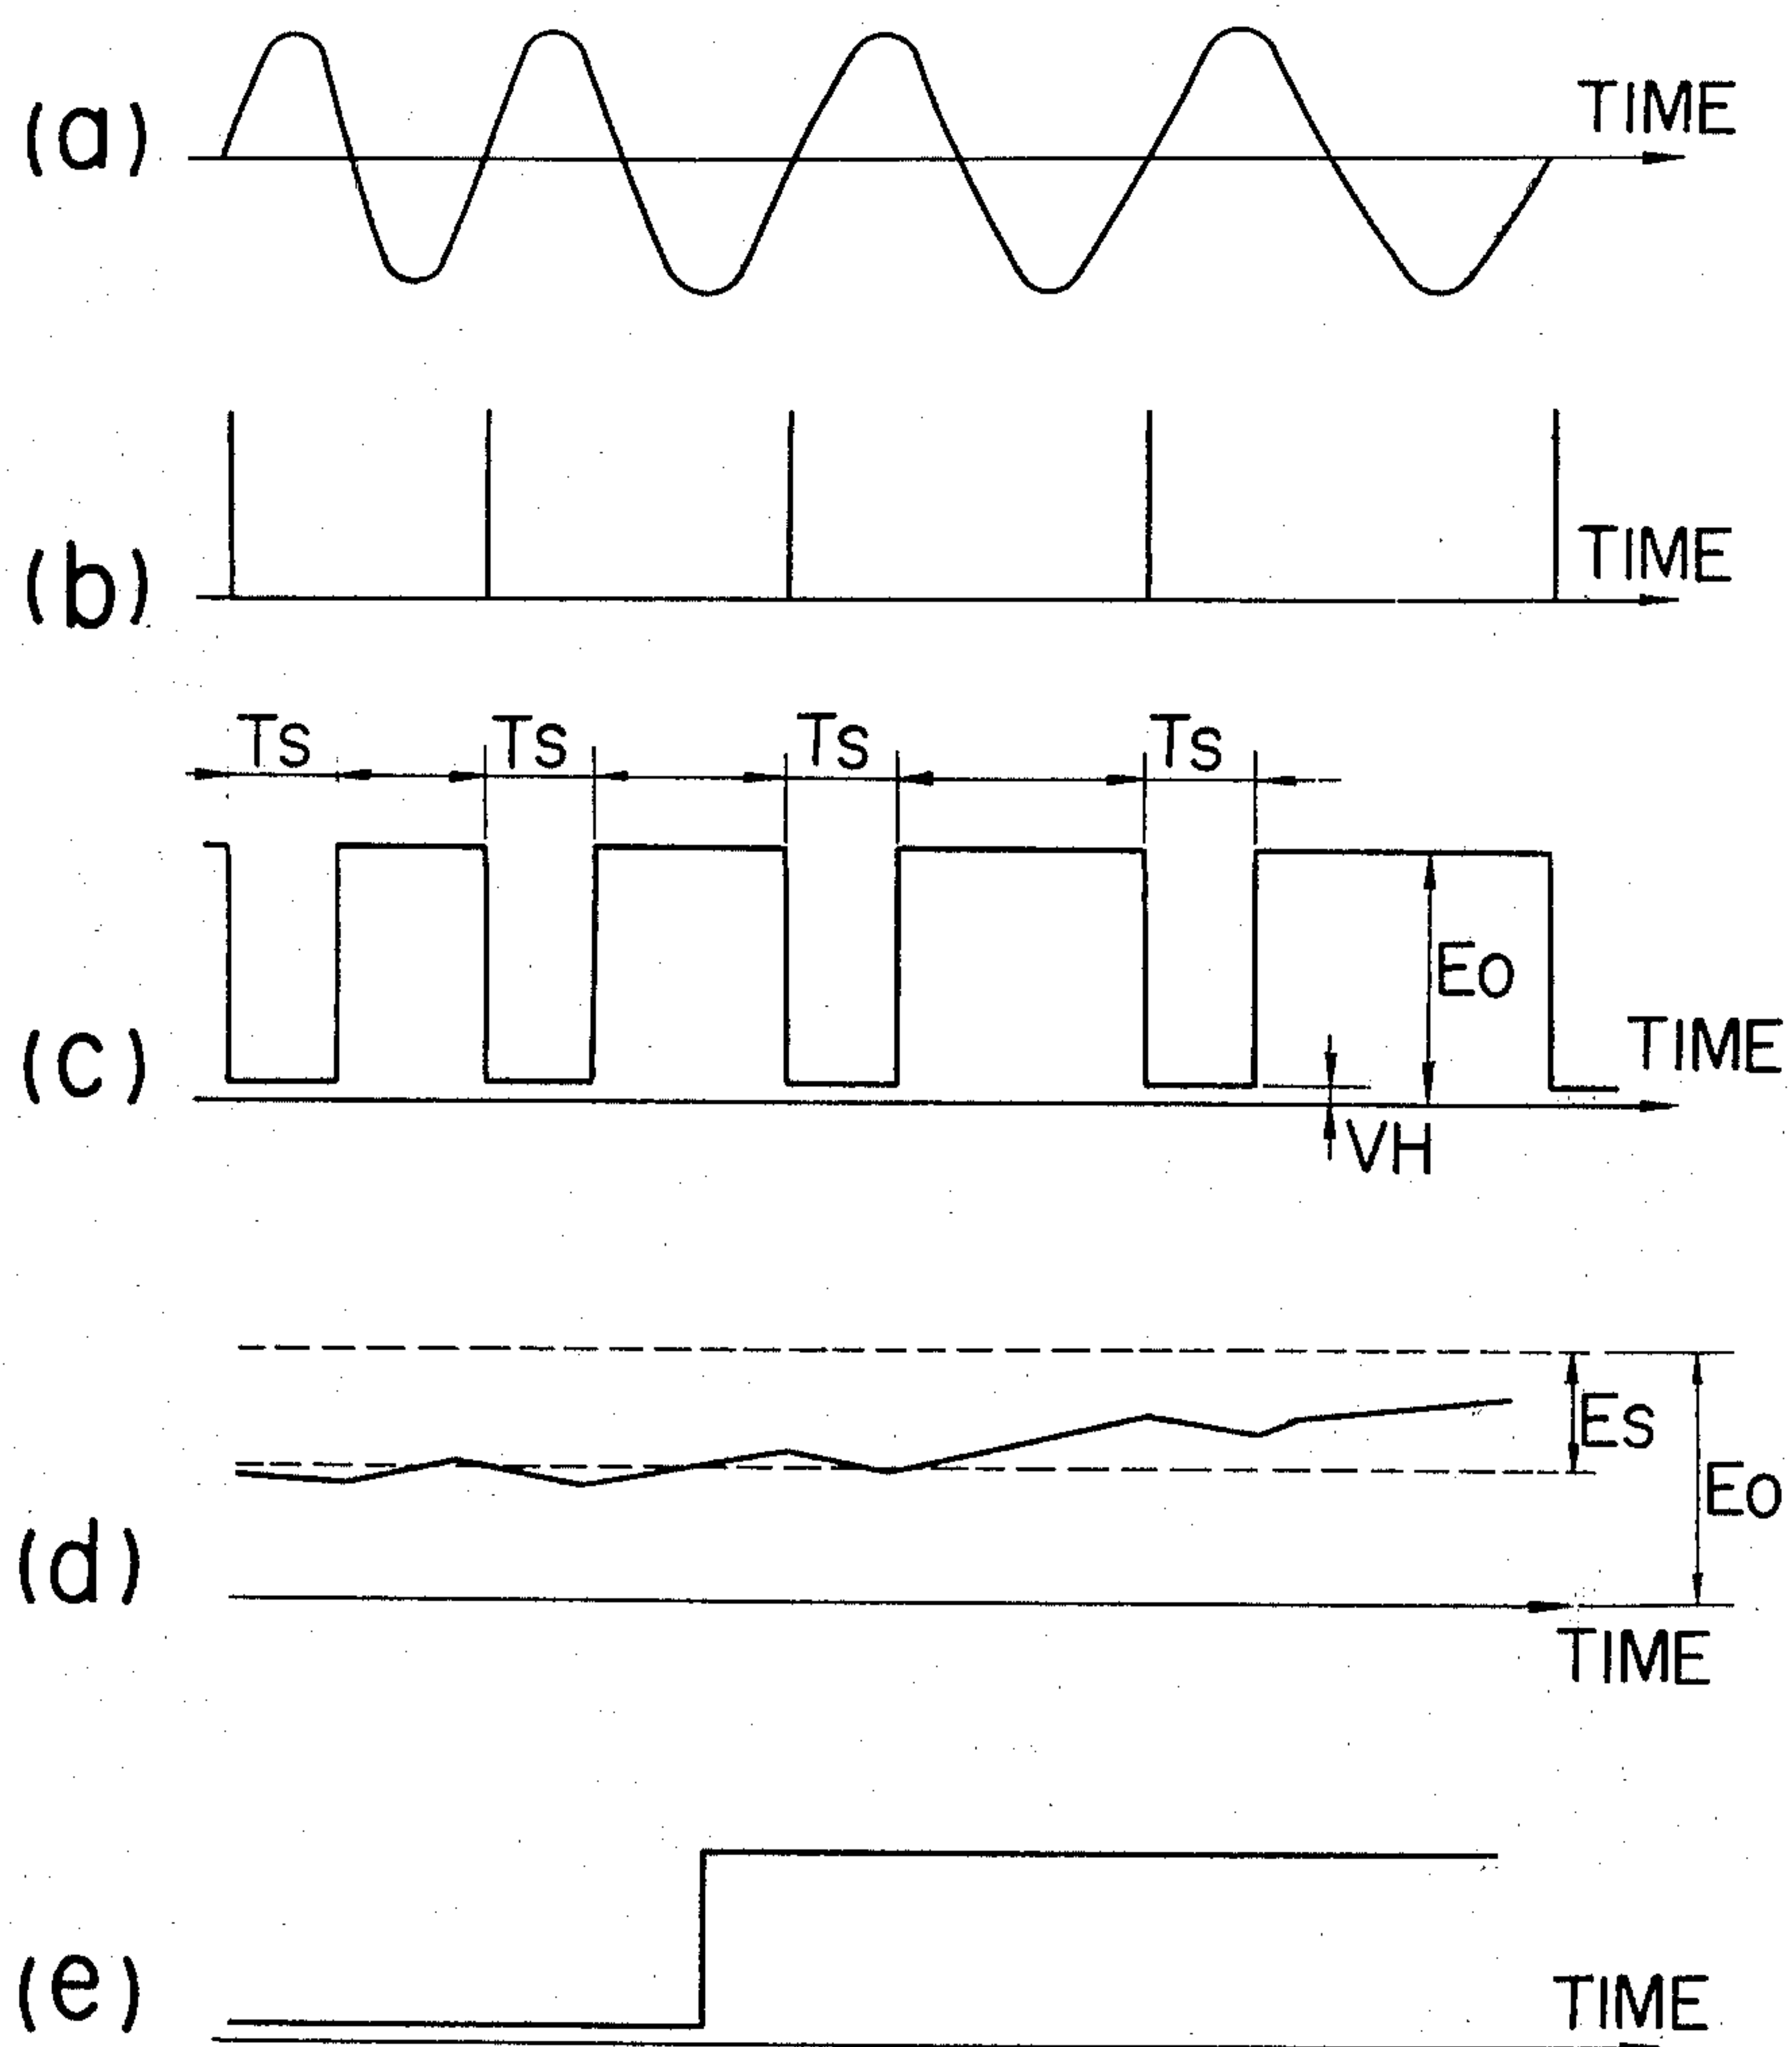 (a)
TIME
(b)
TIME
Ts Ts Ts Ts
(c)
Eo
TIME
VH
(d)
Es
Eo
TIME
(e)
TIME